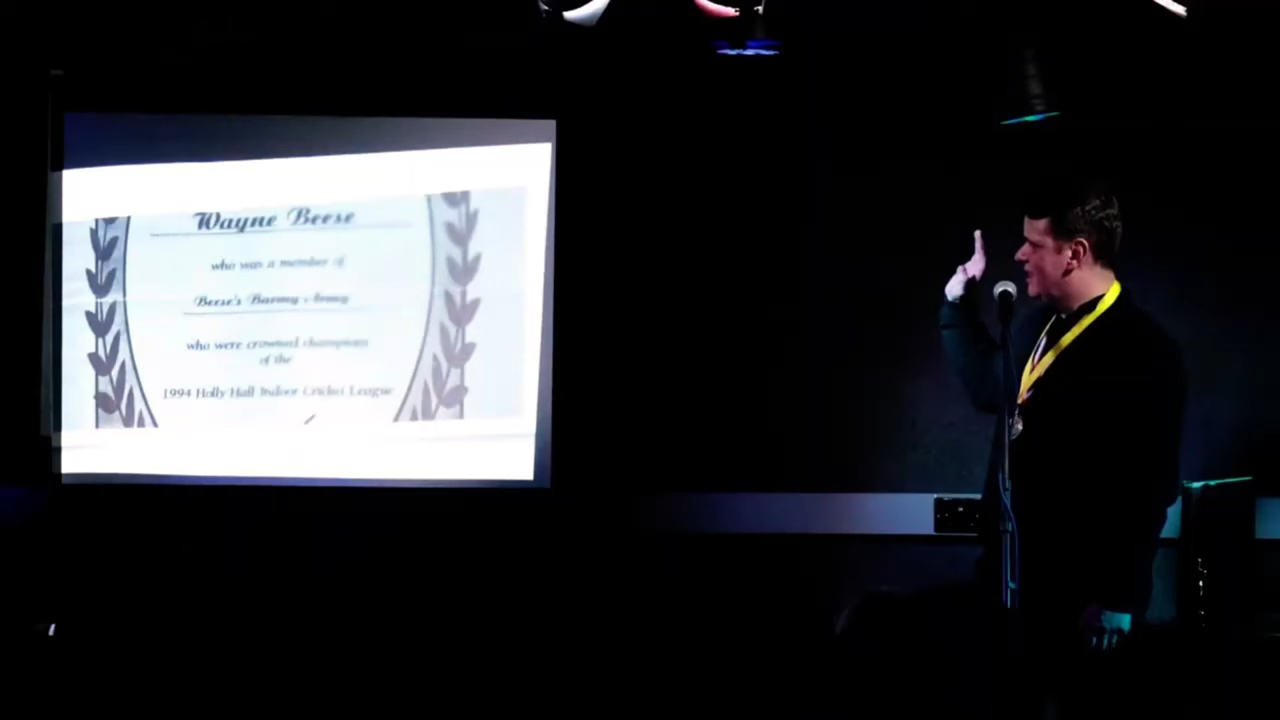 Wayne Beese
who was a member of
Beese's Barmy Army
who were crowned champions
of the
1994 Holly Hall Indoor Cricket League